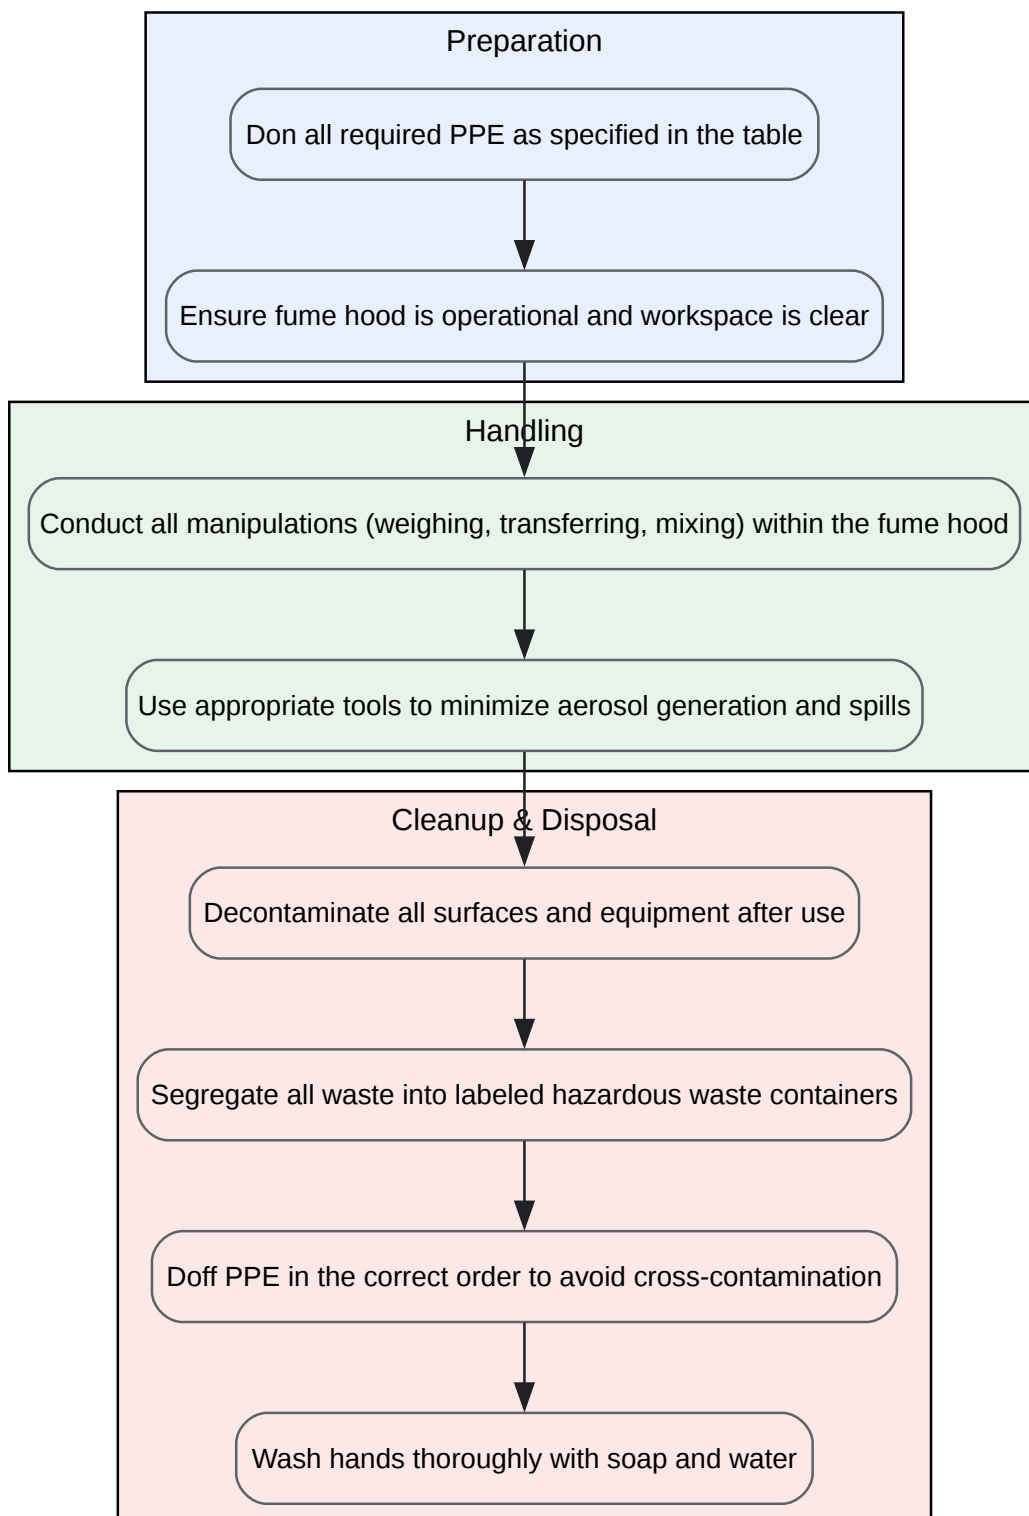 Preparation
Don all required PPE as specified in the table
Ensure fume hood is operational and workspace is clear
Handling
Conduct all manipulations (weighing, transferring, mixing) within the fume hood
Use appropriate tools to minimize aerosol generation and spills
Cleanup & Disposal
Decontaminate all surfaces and equipment after use
Segregate all waste into labeled hazardous waste containers
Doff PPE in the correct order to avoid cross-contamination
Wash hands thoroughly with soap and water